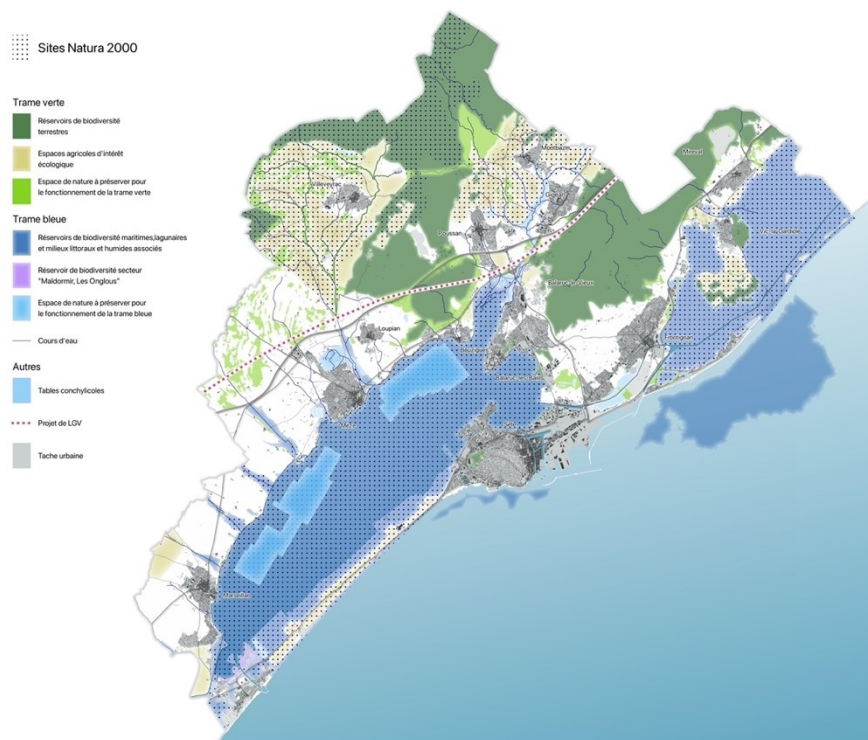 Sites Natura 2000
Trame verte
Réservoirs de biodiversité
terrestres
Espaces agricoles d'intérêt
écologique
Espace de nature à préserver pour
le fonctionnement de la trame verte
Trame bleue
Réservoirs de biodiversité maritimes,lagunaires
et milieux littoraux et humides associés
Réservoir de biodiversité secteur
"Maldormir, Les Onglous"
Espace de nature à préserver pour
le fonctionnement de la trame bleue
Cours d'eau
Autres
Tables conchylicoles
Projet de LGV
Tache urbaine
Montbazin
Mireval
Villeveyrac
Poussan
Balaruc-le-Vieux
Loupian
Frontignan
Marseillan